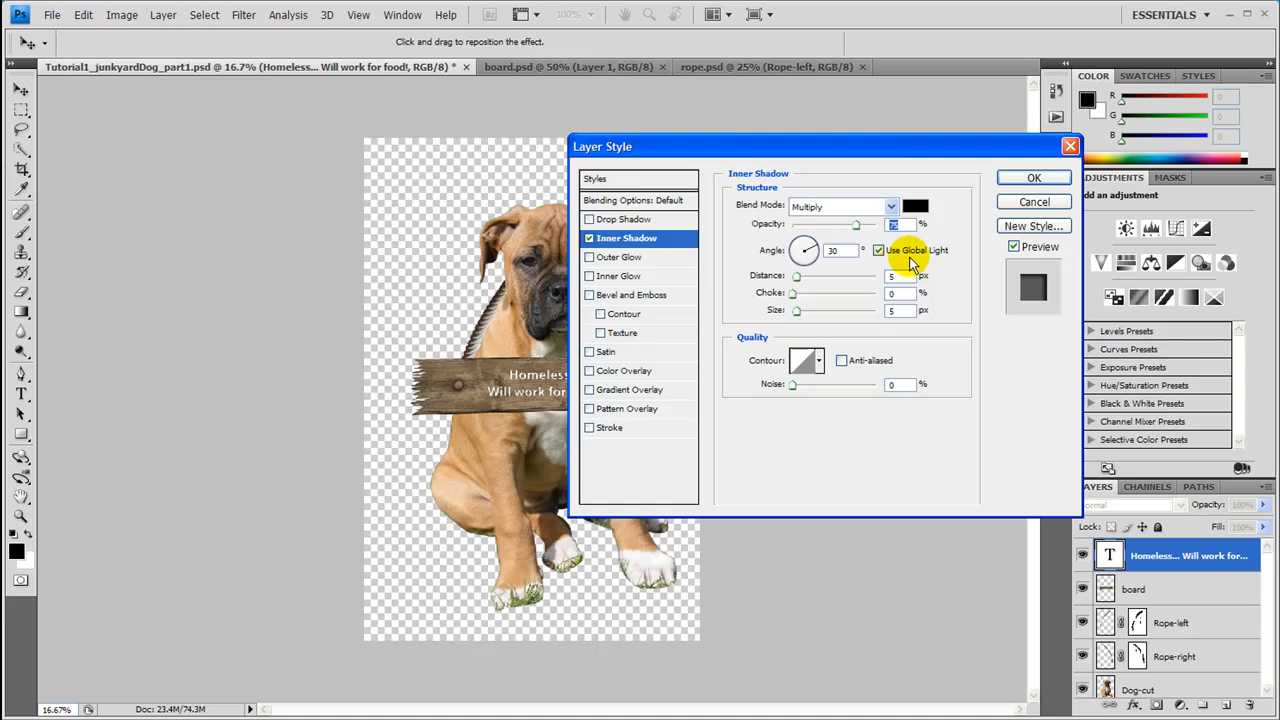 Ps File Edit Image Layer Select Filter Analysis 3D View Window Help Br 100% ESSENTIALS
Click and drag to reposition the effect.
Tutorial1_junkyardDog_part1.psd @ 16.7% (Homeless... Will work for food!, RGB/8) * × board.psd @ 50% (Layer 1, RGB/8) × rope.psd @ 25% (Rope-left, RGB/8) ×
COLOR SWATCHES STYLES
R 0
G 0
B 0
ADJUSTMENTS MASKS
dd an adjustment
Levels Presets
Curves Presets
Exposure Presets
Hue/Saturation Presets
Black & White Presets
Channel Mixer Presets
Selective Color Presets
Layer Style
Styles
Blending Options: Default
Drop Shadow
Inner Shadow
Outer Glow
Inner Glow
Bevel and Emboss
Contour
Texture
Satin
Color Overlay
Gradient Overlay
Pattern Overlay
Stroke
Inner Shadow
Structure
Blend Mode: Multiply
Opacity: 75 %
Angle: 30 ° Use Global Light
Distance: 5 px
Choke: 0 %
Size: 5 px
Quality
Contour: Anti-aliased
Noise: 0 %
OK
Cancel
New Style...
Preview
Homeless
Will work for
AYERS CHANNELS PATHS
ormal Opacity: 100%
Lock: Fill: 100%
T Homeless... Will work for...
board
Rope-left
Rope-right
Dog-cut
16.67% Doc: 23.4M/74.3M